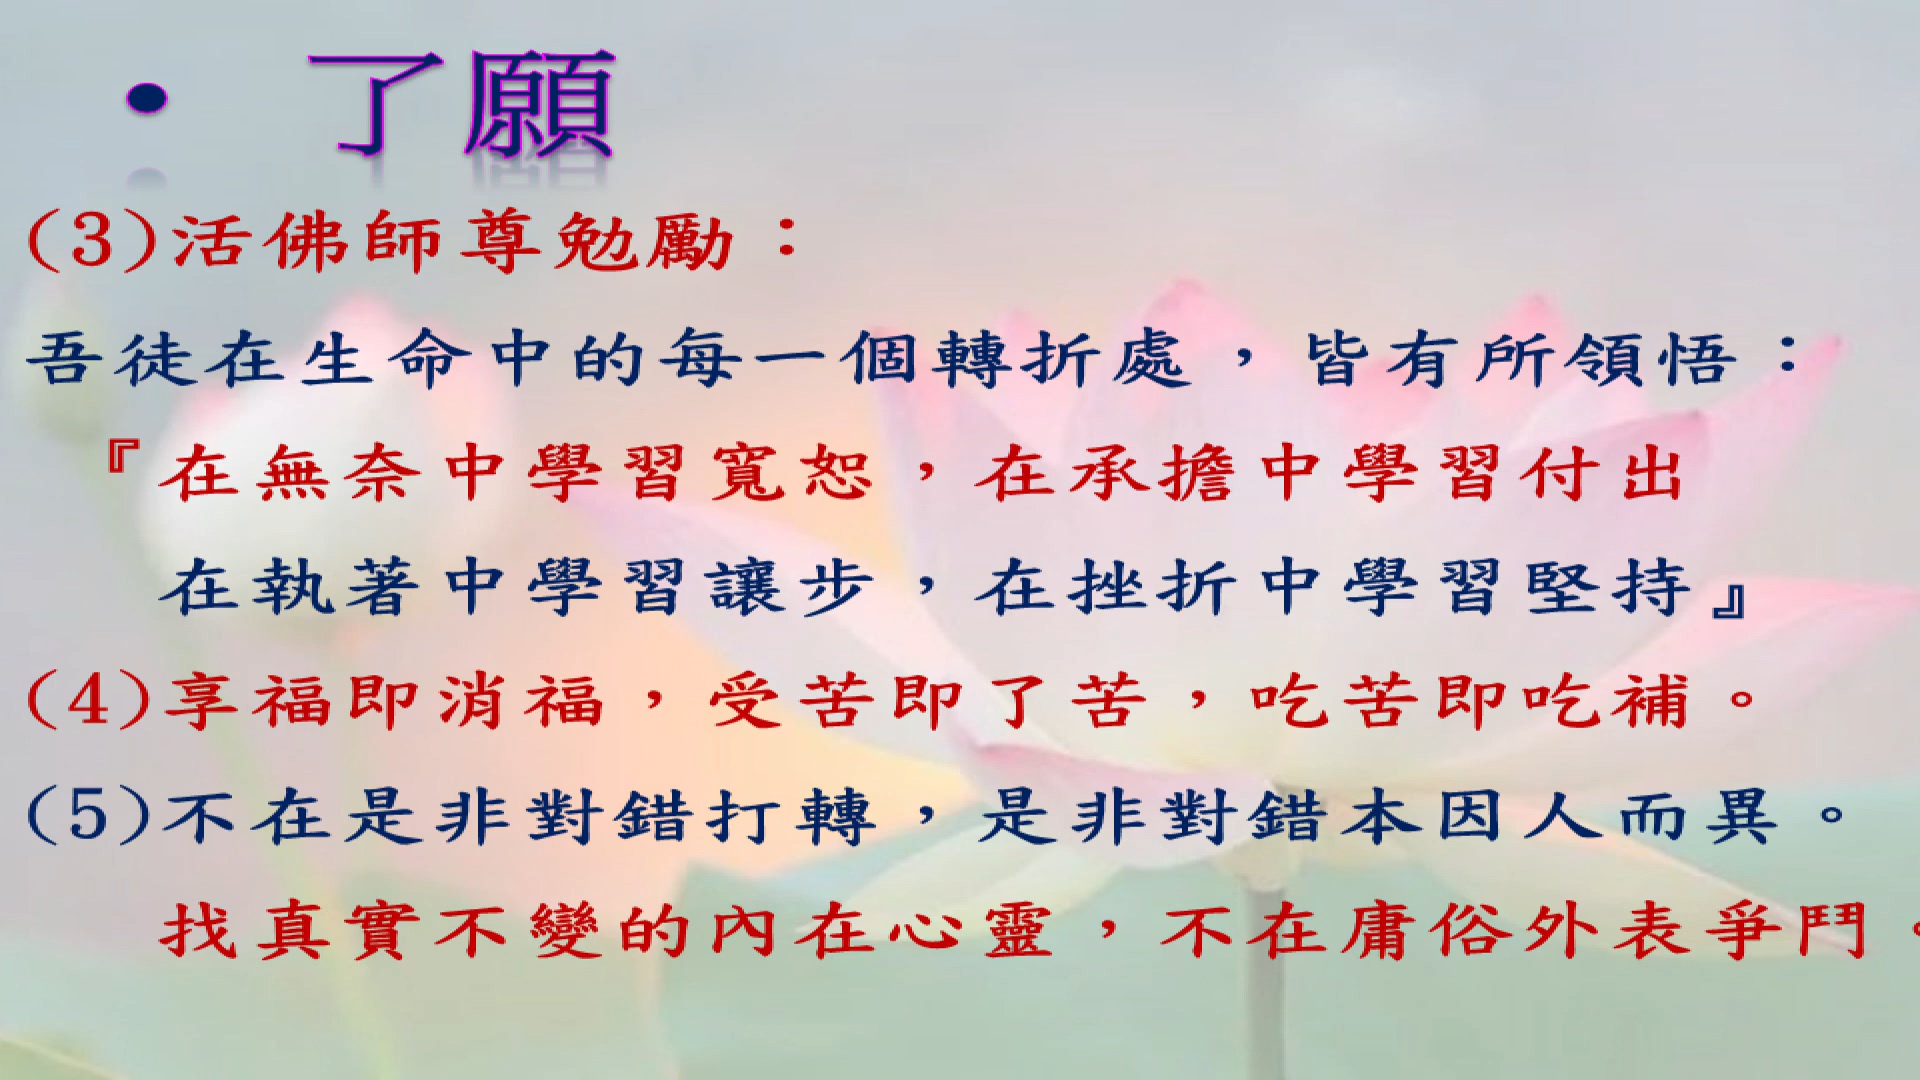 • 了願
(3)活佛師尊勉勵：
吾徒在生命中的每一個轉折處，皆有所領悟：
『在無奈中學習寬恕，在承擔中學習付出
在執著中學習讓步，在挫折中學習堅持』
(4)享福即消福，受苦即了苦，吃苦即吃補。
(5)不在是非對錯打轉，是非對錯本因人而異。
找真實不變的內在心靈，不在庸俗外表爭鬥。